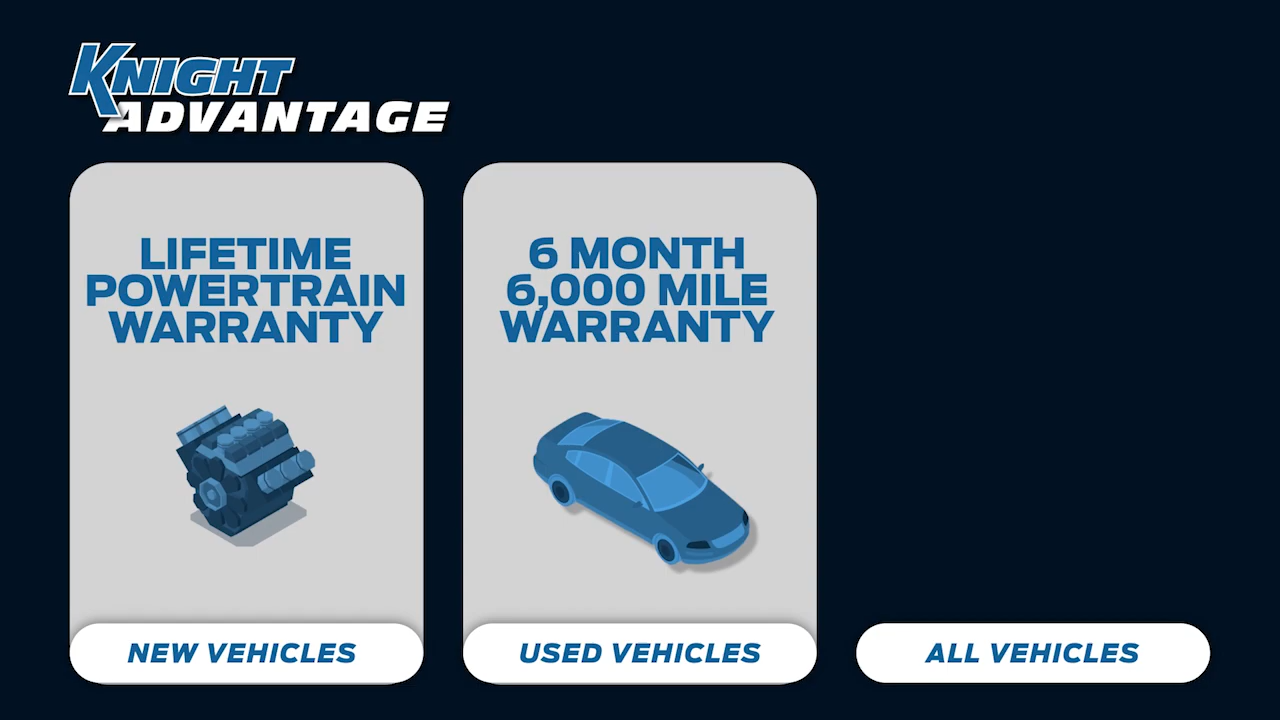 KNIGHT
ADVANTAGE
LIFETIME
POWERTRAIN
WARRANTY
NEW VEHICLES
6 MONTH
6,000 MILE
WARRANTY
USED VEHICLES
ALL VEHICLES